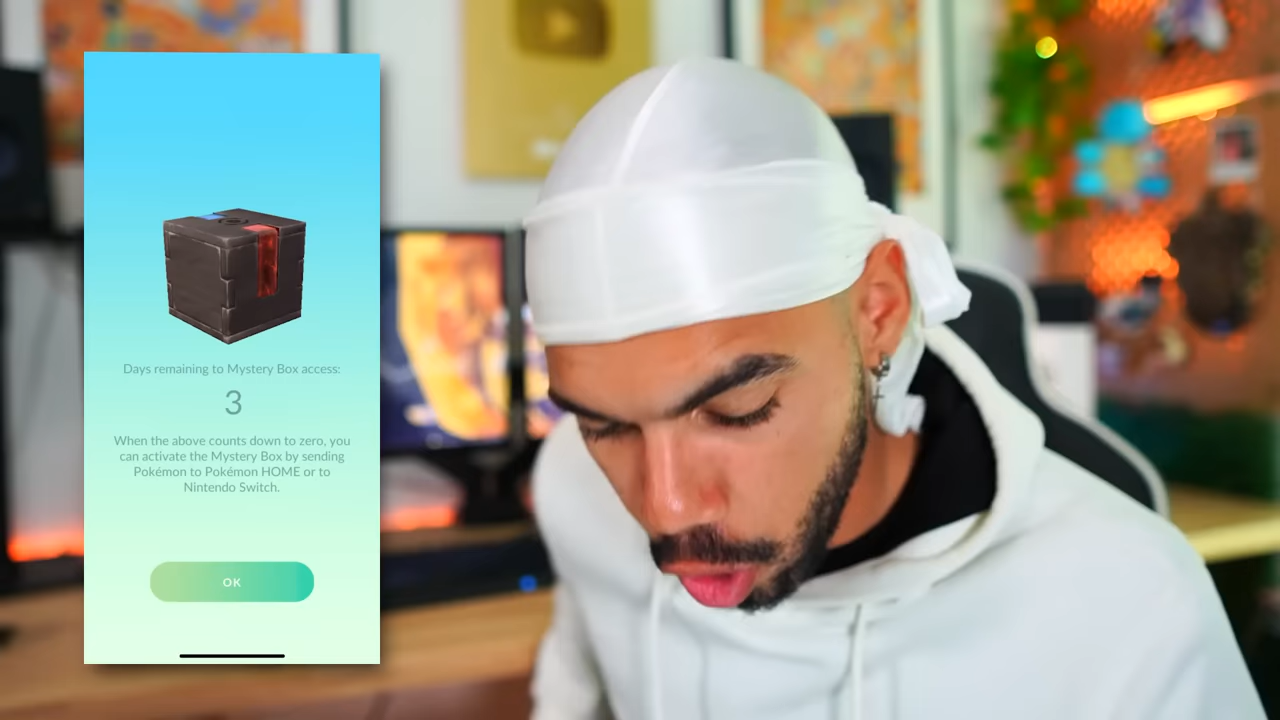 Days remaining to Mystery Box access:
3
When the above counts down to zero, you
can activate the Mystery Box by sending
Pokémon to Pokémon HOME or to
Nintendo Switch.
OK